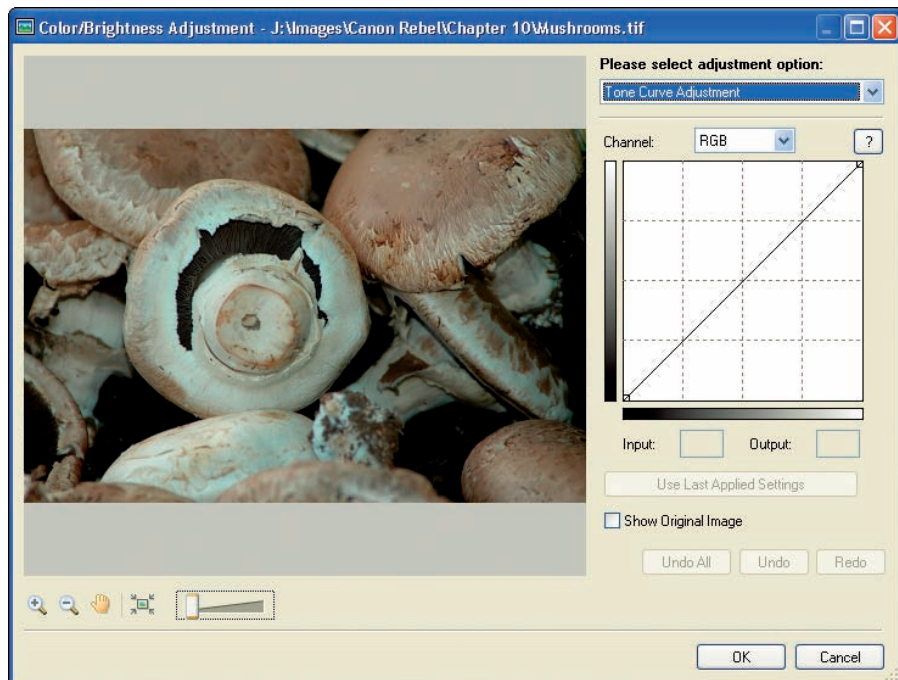 Color/Brightness Adjustment - J:\Images\Canon Rebel\Chapter 10\Mushrooms.tif
Please select adjustment option:
Tone Curve Adjustment
Channel: RGB ?
Input: Output:
Use Last Applied Settings
Show Original Image
Undo All Undo Redo
OK Cancel